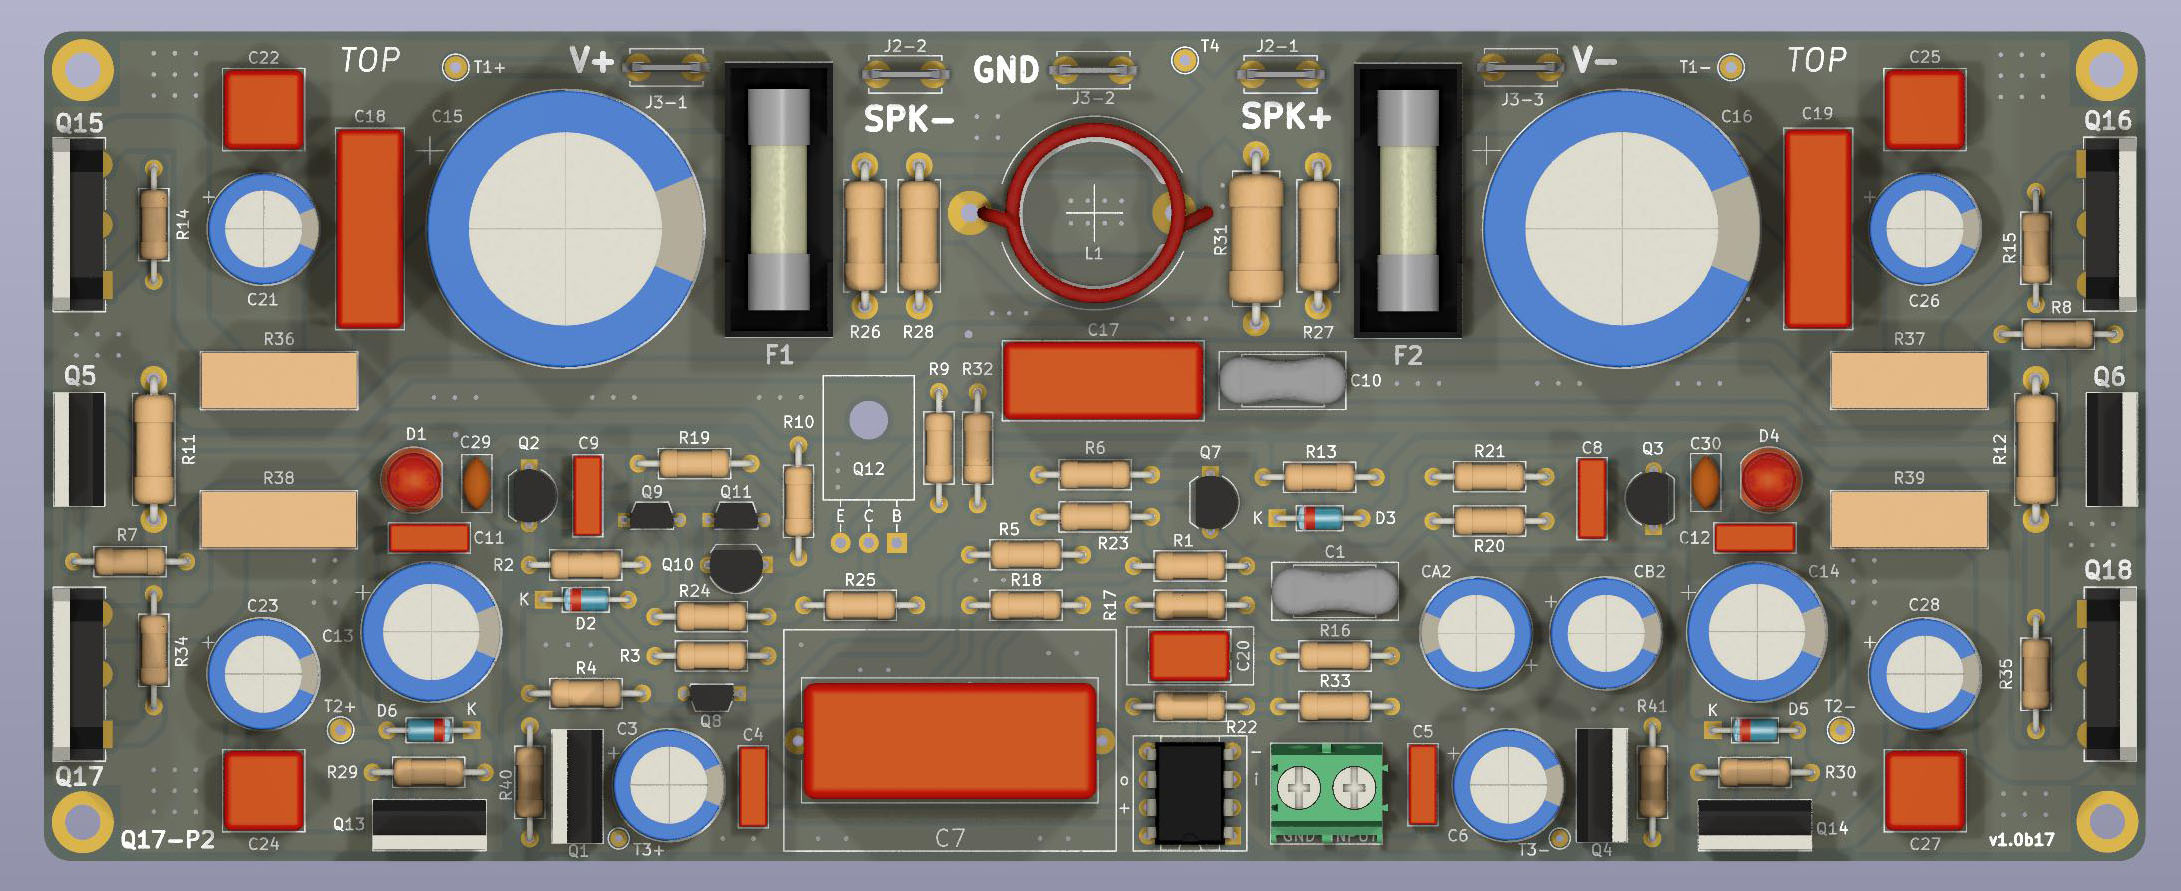 C22
TOP
T1+
V+
J3-1
J2-2
GND
J3-2
T4
J2-1
J3-3
V-
T1-
TOP
C25
Q15
C18
C15
SPK-
SPK+
C16
C19
Q16
R14
C21
L1
R31
R15
C26
R8
R26
R28
C17
R27
R36
F1
F2
R37
Q5
R9
R32
C10
Q6
R11
D1
C29
Q2
C9
R19
R10
Q12
R6
Q7
R13
R21
C8
Q3
C30
D4
R12
R38
Q9
Q11
E
C
B
K
D3
R39
R7
C11
R2
Q10
R5
R23
R1
R20
C12
C1
CA2
CB2
C14
Q18
C23
C13
K
D2
R24
R25
R18
R17
C28
R34
R3
R4
Q8
C20
R16
R33
R35
T2+
D6
K
C3
C4
R22
C5
R41
K
D5
T2-
Q17
R29
R40
-
o
i
+
R30
Q13
Q17-P2
C24
Q1
T3+
C7
GND
INPUT
C6
T3-
Q4
Q14
C27
v1.0b17